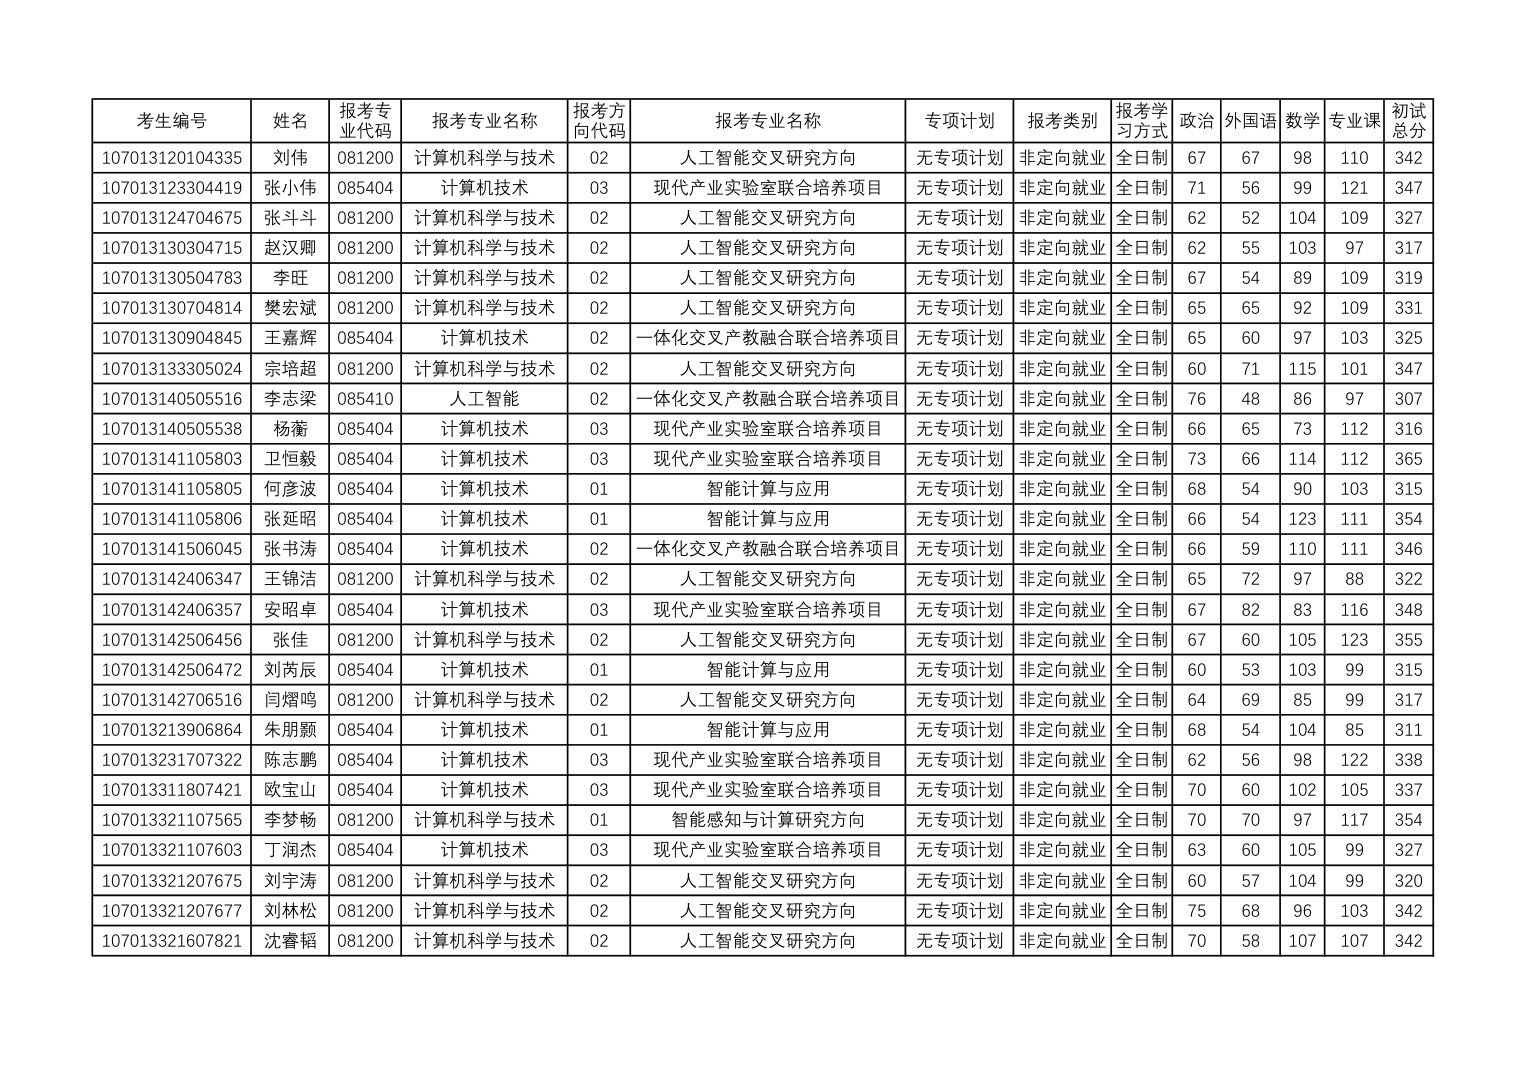 考生编号 姓名 报考专业代码 报考专业名称 报考方向代码 报考专业名称 专项计划 报考类别 报考学习方式 政治 外国语 数学 专业课 初试总分
107013120104335 刘伟 081200 计算机科学与技术 02 人工智能交叉研究方向 无专项计划 非定向就业 全日制 67 67 98 110 342
107013123304419 张小伟 085404 计算机技术 03 现代产业实验室联合培养项目 无专项计划 非定向就业 全日制 71 56 99 121 347
107013124704675 张斗斗 081200 计算机科学与技术 02 人工智能交叉研究方向 无专项计划 非定向就业 全日制 62 52 104 109 327
107013130304715 赵汉卿 081200 计算机科学与技术 02 人工智能交叉研究方向 无专项计划 非定向就业 全日制 62 55 103 97 317
107013130504783 李旺 081200 计算机科学与技术 02 人工智能交叉研究方向 无专项计划 非定向就业 全日制 67 54 89 109 319
107013130704814 樊宏斌 081200 计算机科学与技术 02 人工智能交叉研究方向 无专项计划 非定向就业 全日制 65 65 92 109 331
107013130904845 王嘉辉 085404 计算机技术 02 一体化交叉产教融合联合培养项目 无专项计划 非定向就业 全日制 65 60 97 103 325
107013133305024 宗培超 081200 计算机科学与技术 02 人工智能交叉研究方向 无专项计划 非定向就业 全日制 60 71 115 101 347
107013140505516 李志梁 085410 人工智能 02 一体化交叉产教融合联合培养项目 无专项计划 非定向就业 全日制 76 48 86 97 307
107013140505538 杨蘅 085404 计算机技术 03 现代产业实验室联合培养项目 无专项计划 非定向就业 全日制 66 65 73 112 316
107013141105803 卫恒毅 085404 计算机技术 03 现代产业实验室联合培养项目 无专项计划 非定向就业 全日制 73 66 114 112 365
107013141105805 何彦波 085404 计算机技术 01 智能计算与应用 无专项计划 非定向就业 全日制 68 54 90 103 315
107013141105806 张延昭 085404 计算机技术 01 智能计算与应用 无专项计划 非定向就业 全日制 66 54 123 111 354
107013141506045 张书涛 085404 计算机技术 02 一体化交叉产教融合联合培养项目 无专项计划 非定向就业 全日制 66 59 110 111 346
107013142406347 王锦洁 081200 计算机科学与技术 02 人工智能交叉研究方向 无专项计划 非定向就业 全日制 65 72 97 88 322
107013142406357 安昭卓 085404 计算机技术 03 现代产业实验室联合培养项目 无专项计划 非定向就业 全日制 67 82 83 116 348
107013142506456 张佳 081200 计算机科学与技术 02 人工智能交叉研究方向 无专项计划 非定向就业 全日制 67 60 105 123 355
107013142506472 刘芮辰 085404 计算机技术 01 智能计算与应用 无专项计划 非定向就业 全日制 60 53 103 99 315
107013142706516 闫熠鸣 081200 计算机科学与技术 02 人工智能交叉研究方向 无专项计划 非定向就业 全日制 64 69 85 99 317
107013213906864 朱朋颢 085404 计算机技术 01 智能计算与应用 无专项计划 非定向就业 全日制 68 54 104 85 311
107013231707322 陈志鹏 085404 计算机技术 03 现代产业实验室联合培养项目 无专项计划 非定向就业 全日制 62 56 98 122 338
107013311807421 欧宝山 085404 计算机技术 03 现代产业实验室联合培养项目 无专项计划 非定向就业 全日制 70 60 102 105 337
107013321107565 李梦畅 081200 计算机科学与技术 01 智能感知与计算研究方向 无专项计划 非定向就业 全日制 70 70 97 117 354
107013321107603 丁润杰 085404 计算机技术 03 现代产业实验室联合培养项目 无专项计划 非定向就业 全日制 63 60 105 99 327
107013321207675 刘宇涛 081200 计算机科学与技术 02 人工智能交叉研究方向 无专项计划 非定向就业 全日制 60 57 104 99 320
107013321207677 刘林松 081200 计算机科学与技术 02 人工智能交叉研究方向 无专项计划 非定向就业 全日制 75 68 96 103 342
107013321607821 沈睿韬 081200 计算机科学与技术 02 人工智能交叉研究方向 无专项计划 非定向就业 全日制 70 58 107 107 342